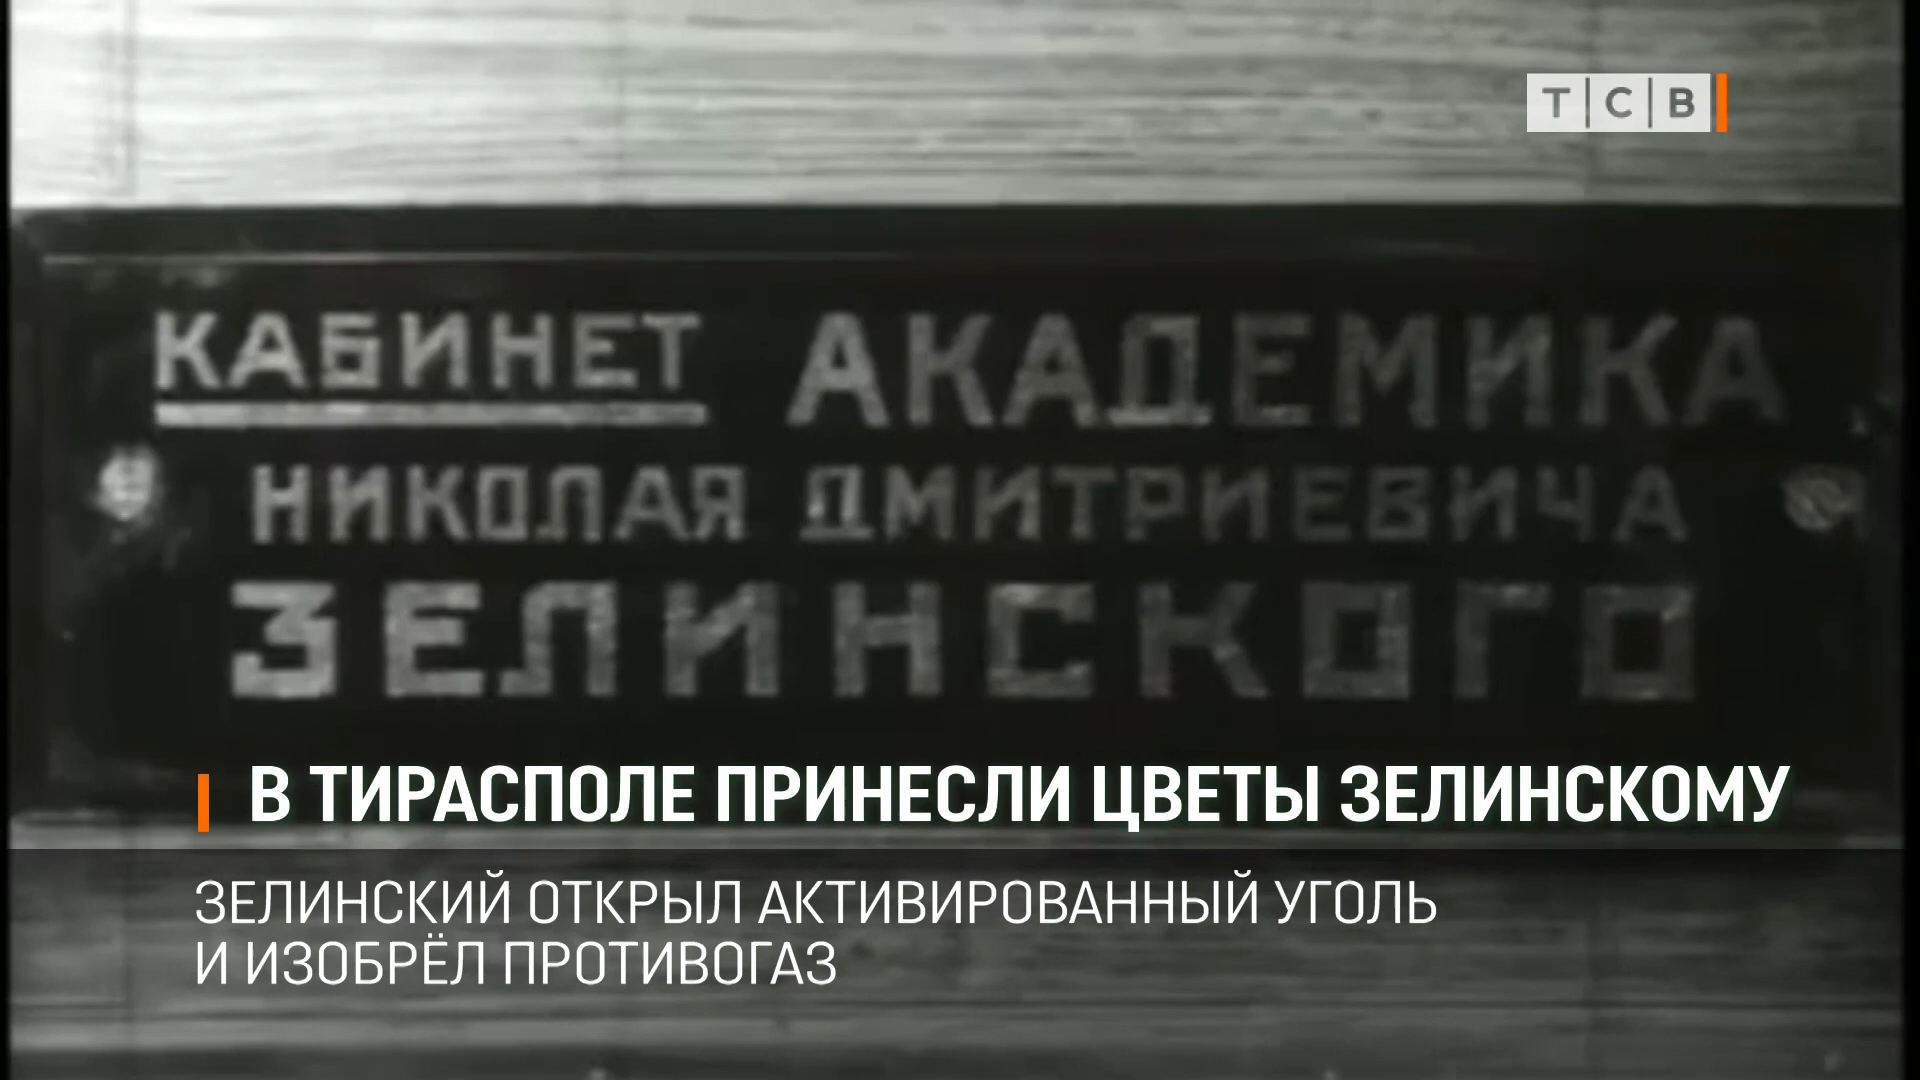 ТСВ
КАБИНЕТ АКАДЕМИКА
НИКОЛАЯ ДМИТРИЕВИЧА
ЗЕЛИНСКОГО
В ТИРАСПОЛЕ ПРИНЕСЛИ ЦВЕТЫ ЗЕЛИНСКОМУ
ЗЕЛИНСКИЙ ОТКРЫЛ АКТИВИРОВАННЫЙ УГОЛЬ
И ИЗОБРЁЛ ПРОТИВОГАЗ